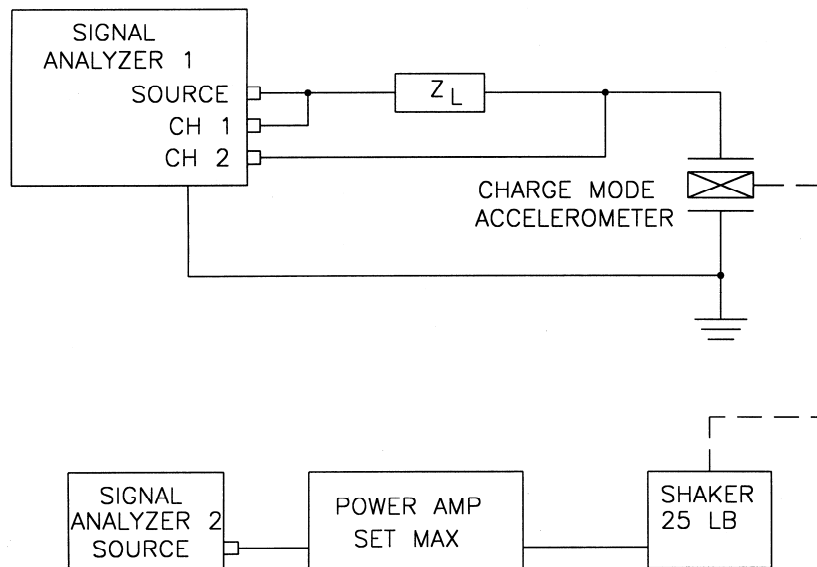 SIGNAL
ANALYZER 1
SOURCE
CH 1
CH 2
Z L
CHARGE MODE
ACCELEROMETER
SIGNAL
ANALYZER 2
SOURCE
POWER AMP
SET MAX
SHAKER
25 LB